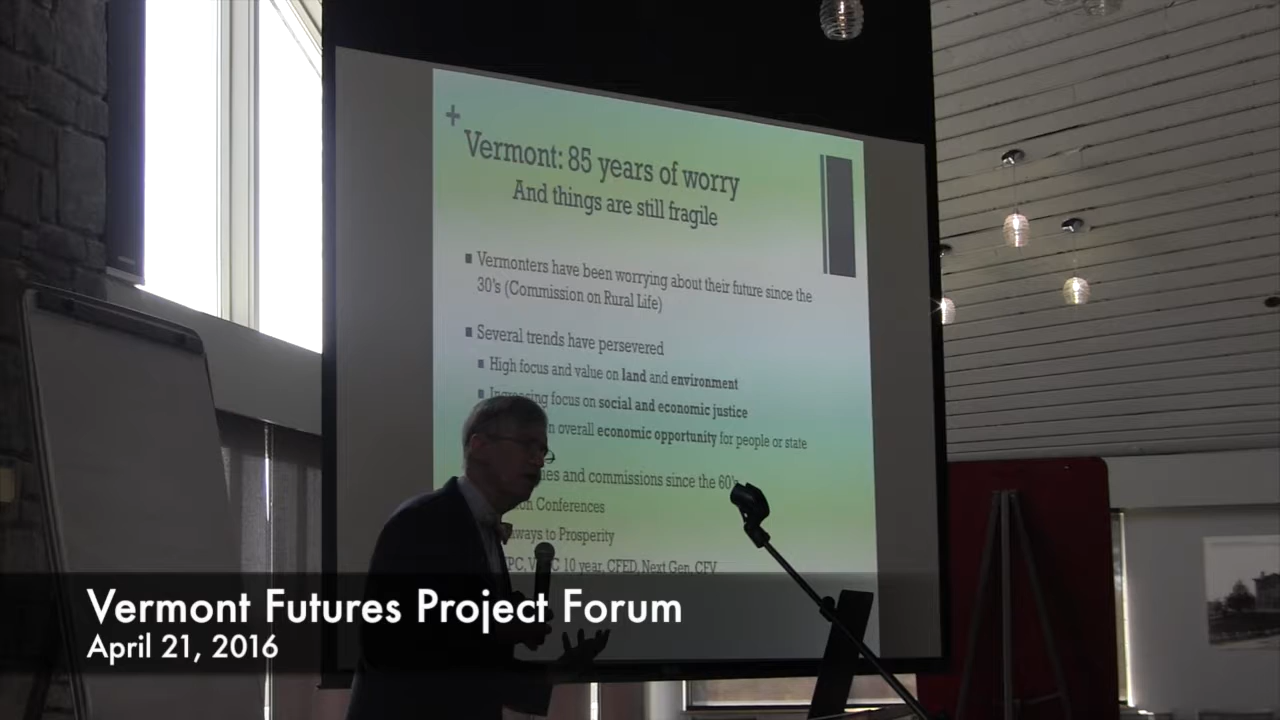 +
Vermont: 85 years of worry
And things are still fragile
Vermonters have been worrying about their future since the
30's (Commission on Rural Life)
Several trends have persevered
High focus and value on land and environment
Increasing focus on social and economic justice
overall economic opportunity for people or state
and commissions since the 60's
Conferences
to Prosperity
10 year, CFED, Next Gen, CFV
Vermont Futures Project Forum
April 21, 2016